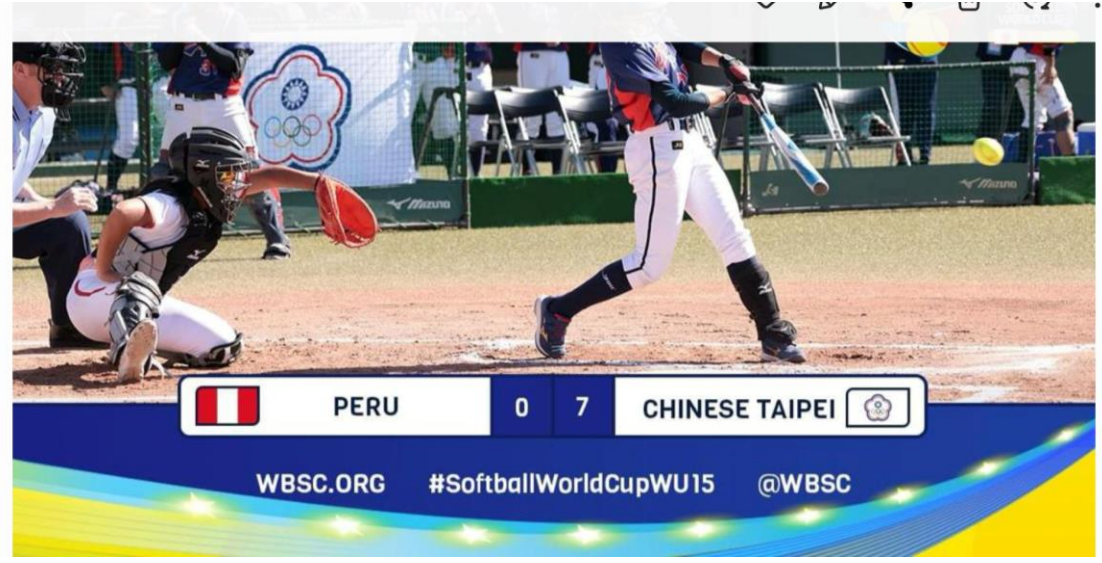 Mizuno
Mizuno
PERU 0 7 CHINESE TAIPEI
WBSC.ORG #SoftballWorldCupWU15 @WBSC